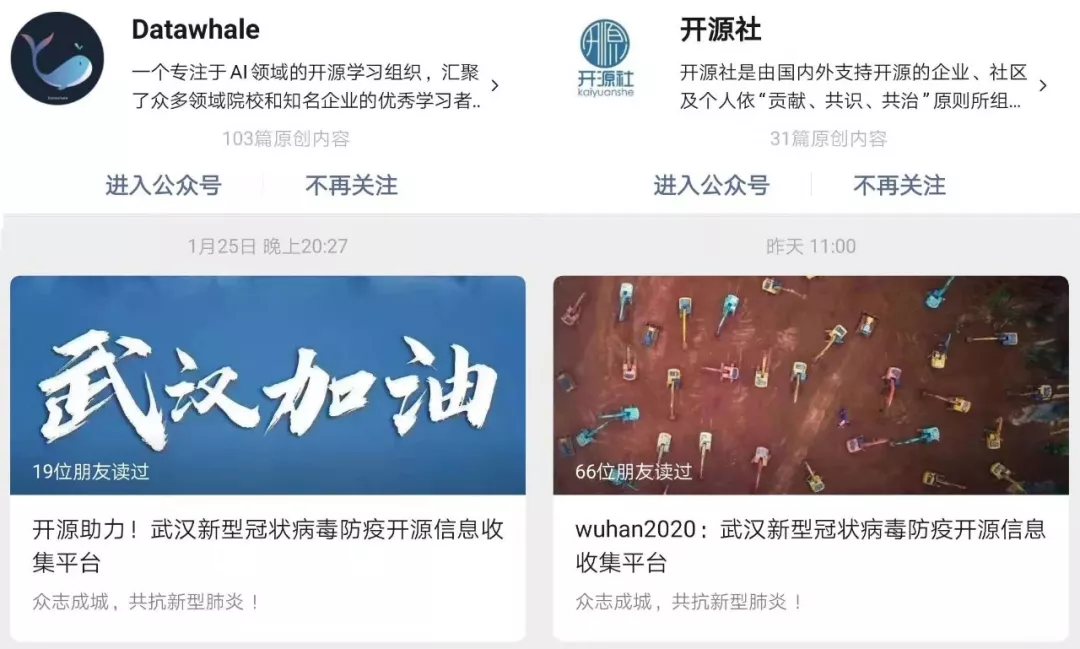 Datawhale
一个专注于AI领域的开源学习组织，汇聚
了众多领域院校和知名企业的优秀学习者..
103篇原创内容
进入公众号
不再关注
1月25日 晚上20:27
武汉加油
19位朋友读过
开源助力！武汉新型冠状病毒防疫开源信息收
集平台
众志成城，共抗新型肺炎！
开源社
kaiyuanshe
开源社
开源社是由国内外支持开源的企业、社区
及个人依“贡献、共识、共治”原则所组...
31篇原创内容
进入公众号
不再关注
昨天 11:00
66位朋友读过
wuhan2020：武汉新型冠状病毒防疫开源信息
收集平台
众志成城，共抗新型肺炎！